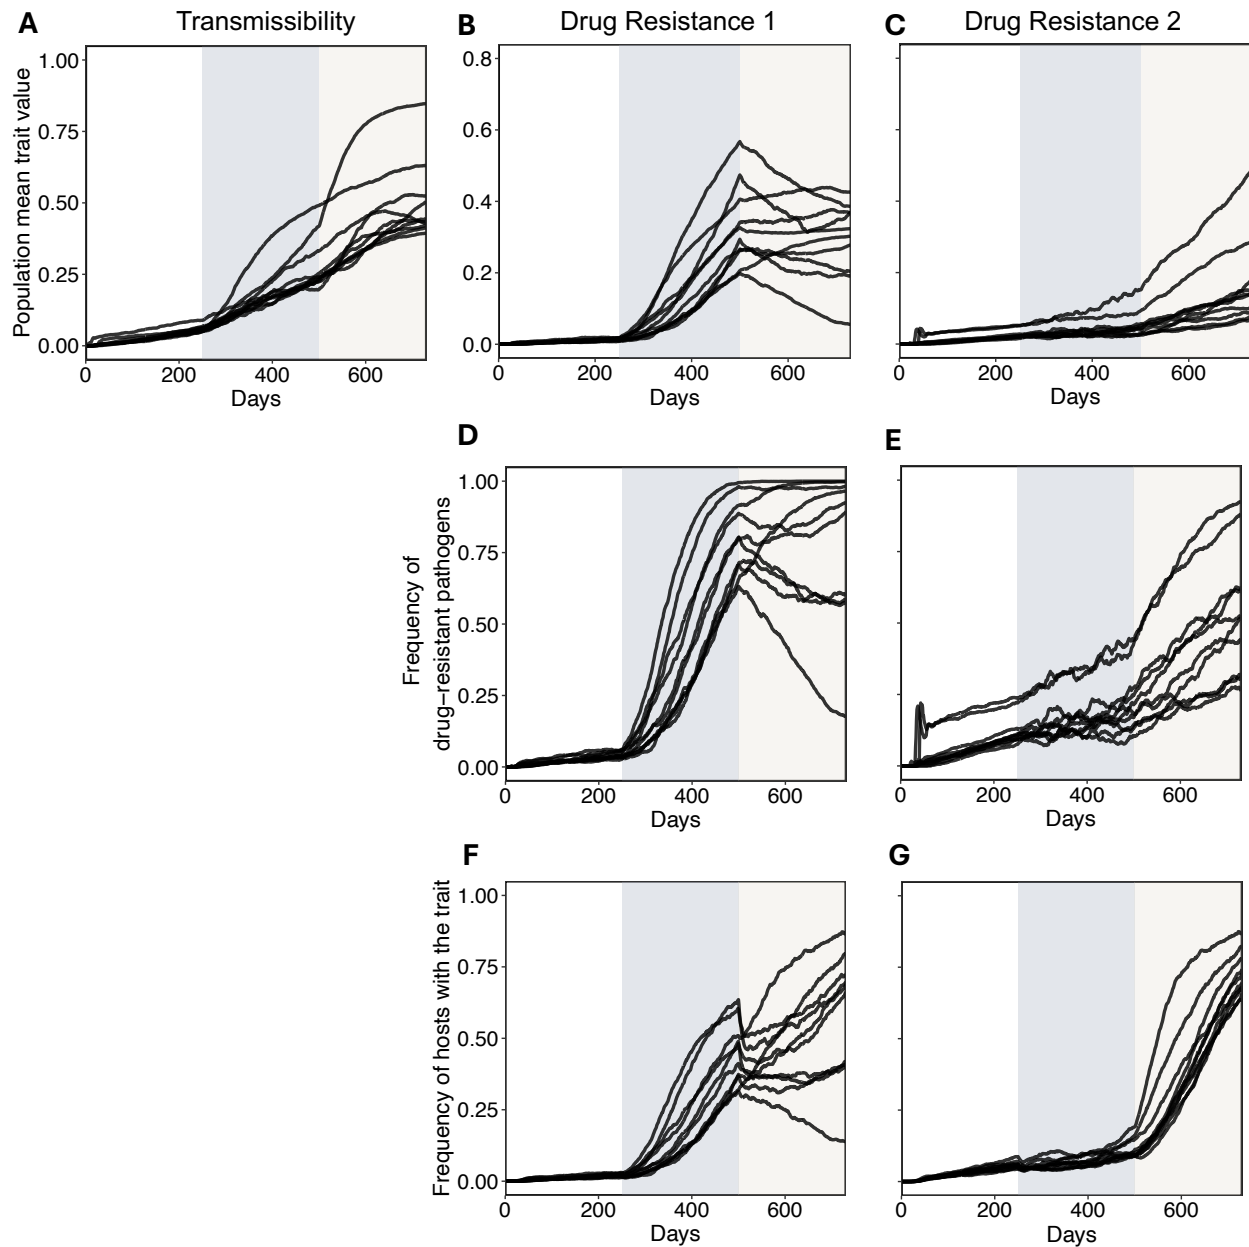 A Transmissibility
B Drug Resistance 1
C Drug Resistance 2
Population mean trait value
1.00
0.75
0.50
0.25
0.00
0 200 400 600
Days
0.8
0.6
0.4
0.2
0.0
0 200 400 600
Days
0 200 400 600
Days
D
E
Frequency of
drug−resistant pathogens
1.00
0.75
0.50
0.25
0.00
0 200 400 600
Days
0 200 400 600
Days
F
G
Frequency of hosts with the trait
1.00
0.75
0.50
0.25
0.00
0 200 400 600
Days
0 200 400 600
Days